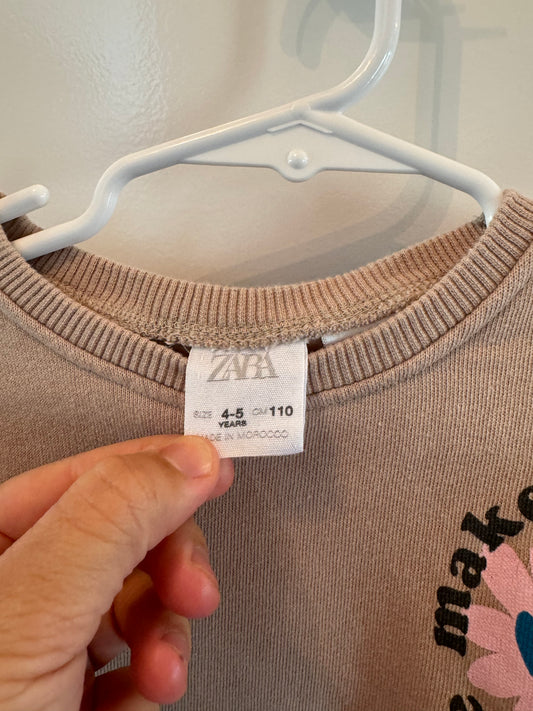 ZARA
SIZE 4-5 CM 110
YEARS
MADE IN MOROCCO
make